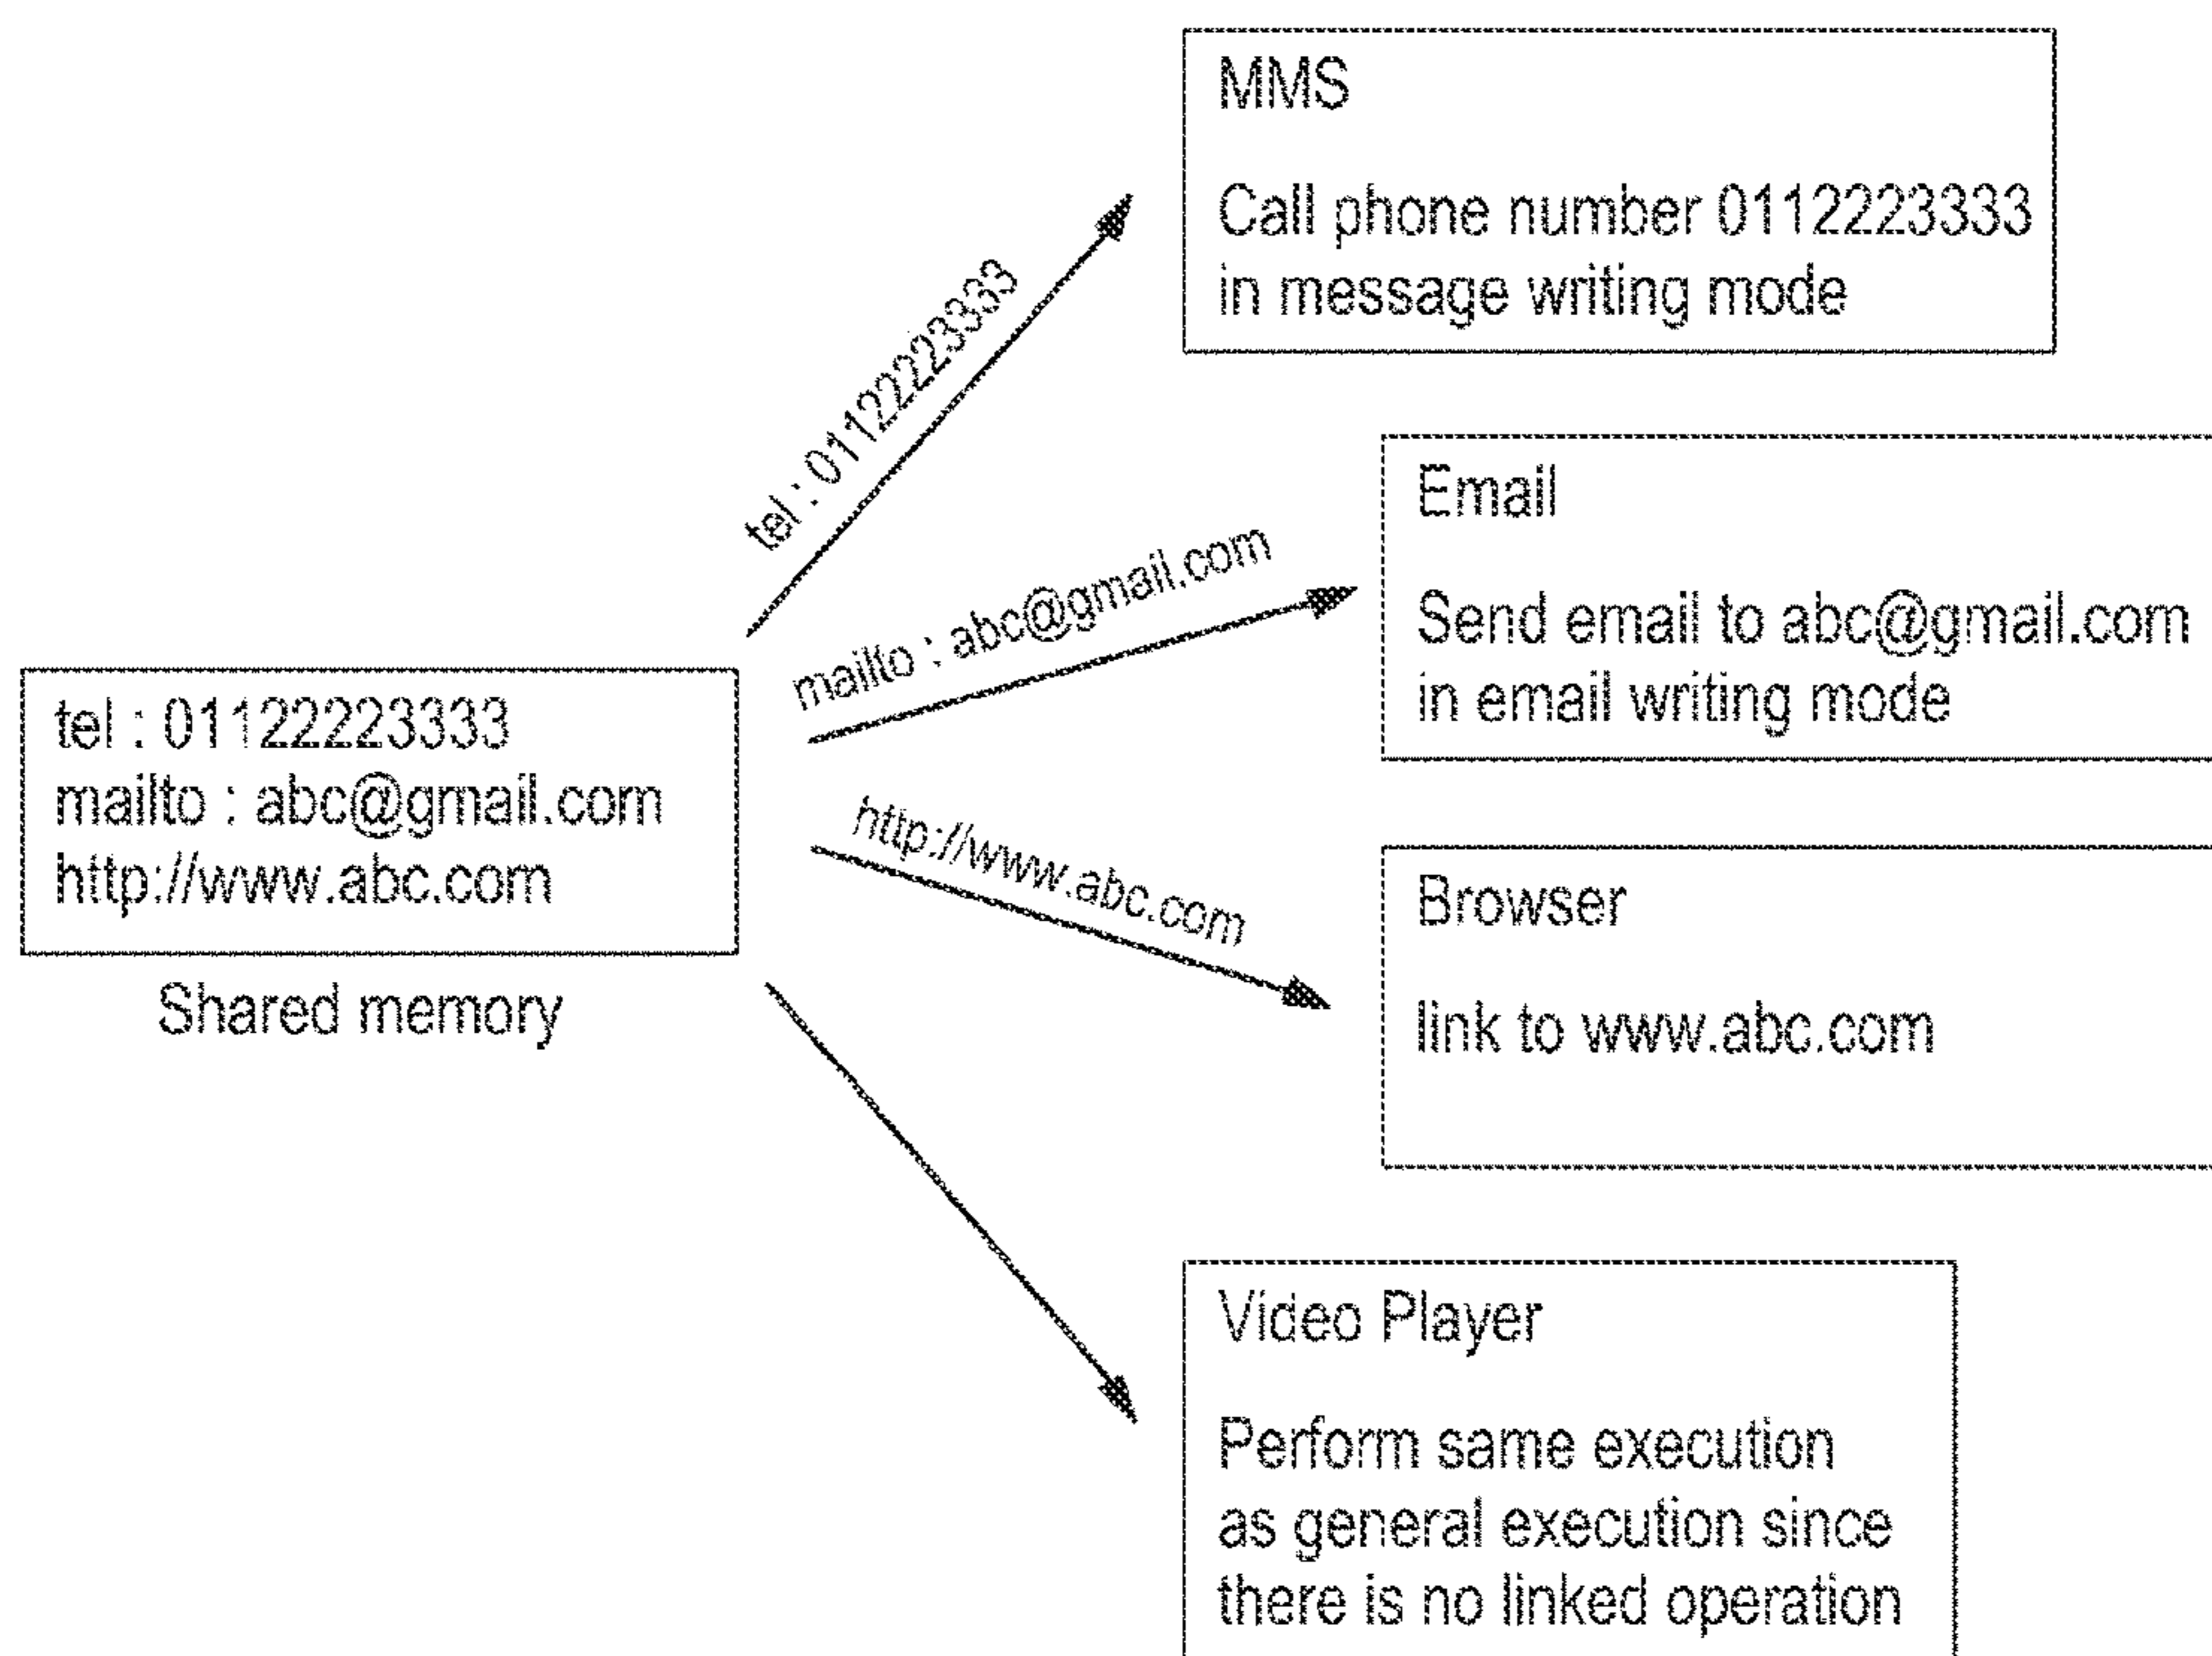 MMS
Call phone number 0112223333
in message writing mode
tel : 01122223333
Email
Send email to abc@gmail.com
in email writing mode
mailto : abc@gmail.com
tel : 01122223333
mailto : abc@gmail.com
http://www.abc.com
Shared memory
http://www.abc.com
Browser
link to www.abc.com
Video Player
Perform same execution
as general execution since
there is no linked operation